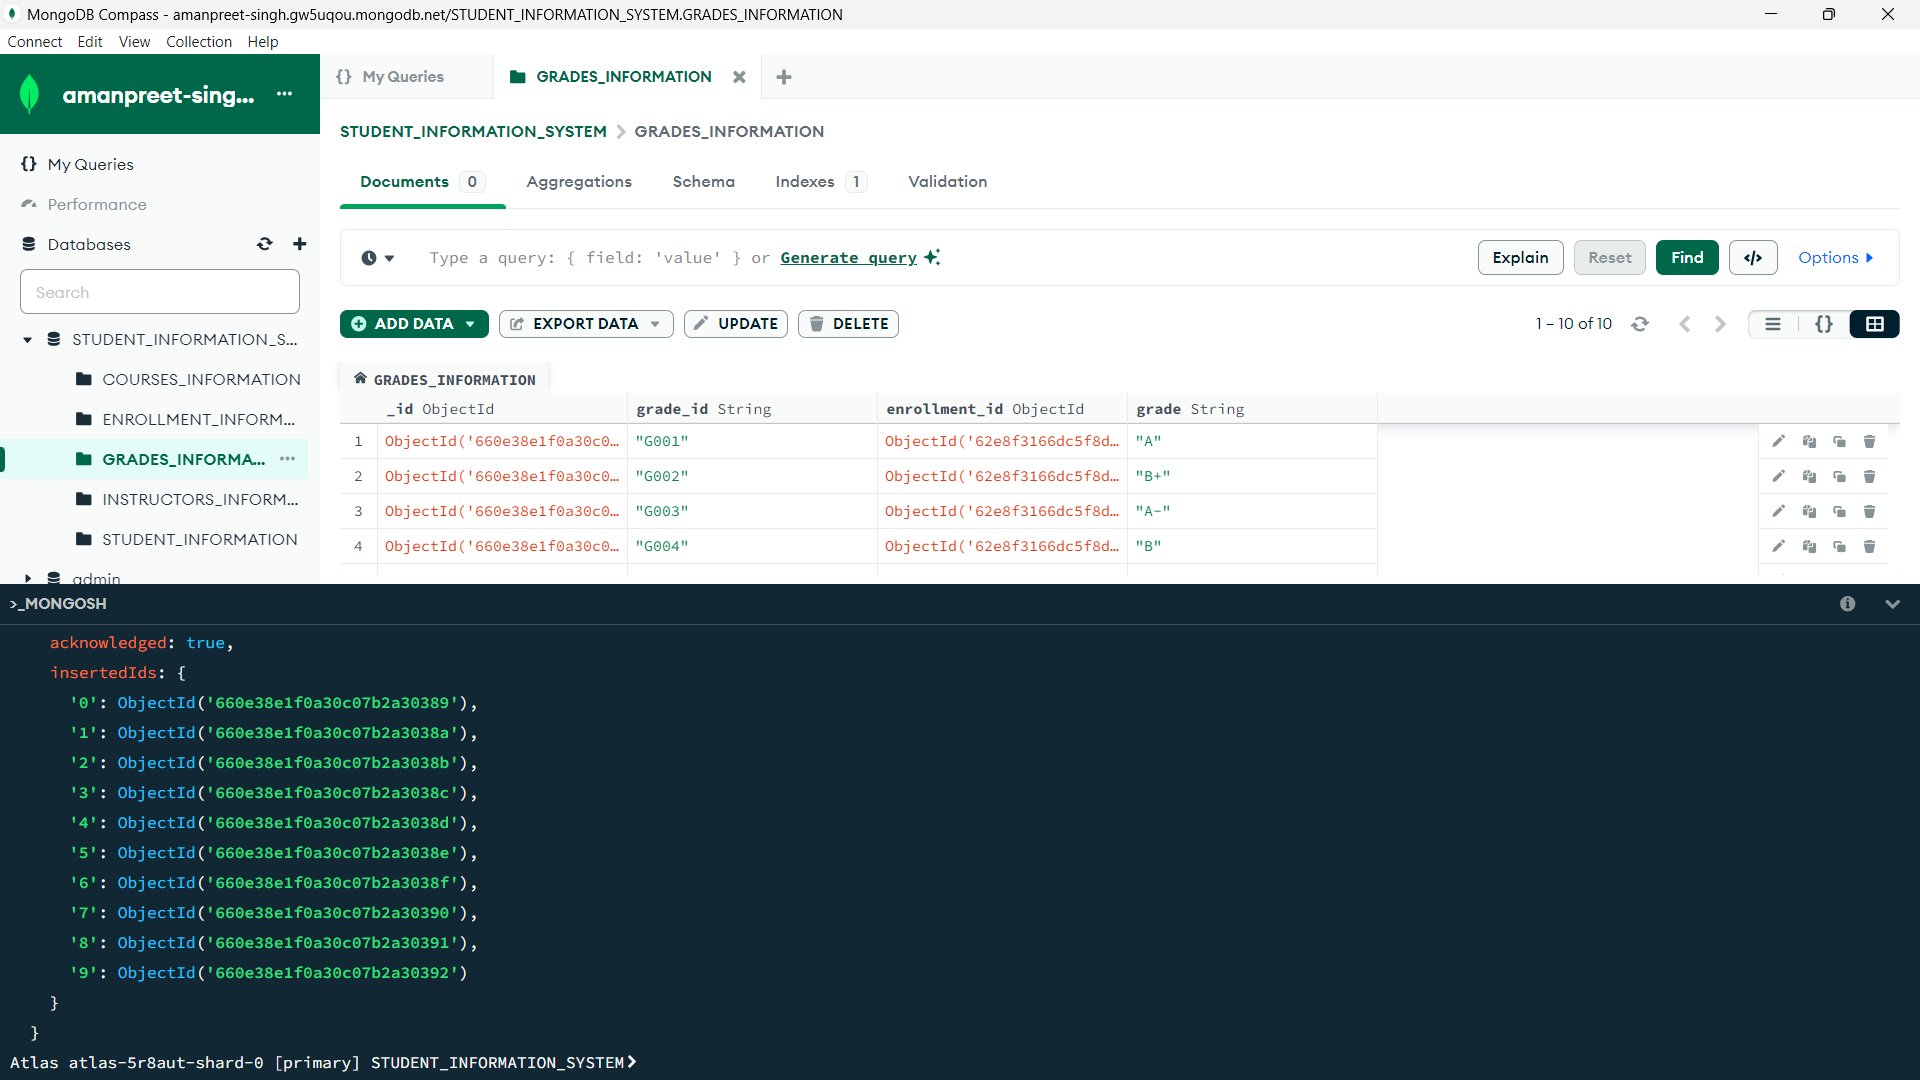 MongoDB Compass - amanpreet-singh.gw5uqou.mongodb.net/STUDENT_INFORMATION_SYSTEM.GRADES_INFORMATION
Connect Edit View Collection Help
amanpreet-sing...
My Queries
Performance
Databases
Search
STUDENT_INFORMATION_S...
COURSES_INFORMATION
ENROLLMENT_INFORM...
GRADES_INFORMA...
INSTRUCTORS_INFORM...
STUDENT_INFORMATION
admin
{} My Queries GRADES_INFORMATION
STUDENT_INFORMATION_SYSTEM > GRADES_INFORMATION
Documents 0 Aggregations Schema Indexes 1 Validation
Type a query: { field: 'value' } or Generate query Explain Reset Find </> Options
ADD DATA EXPORT DATA UPDATE DELETE 1 – 10 of 10 {}
GRADES_INFORMATION
_id ObjectId grade_id String enrollment_id ObjectId grade String
1 ObjectId('660e38e1f0a30c0… "G001" ObjectId('62e8f3166dc5f8d… "A"
2 ObjectId('660e38e1f0a30c0… "G002" ObjectId('62e8f3166dc5f8d… "B+"
3 ObjectId('660e38e1f0a30c0… "G003" ObjectId('62e8f3166dc5f8d… "A-"
4 ObjectId('660e38e1f0a30c0… "G004" ObjectId('62e8f3166dc5f8d… "B"
>_MONGOSH
acknowledged: true,
insertedIds: {
'0': ObjectId('660e38e1f0a30c07b2a30389'),
'1': ObjectId('660e38e1f0a30c07b2a3038a'),
'2': ObjectId('660e38e1f0a30c07b2a3038b'),
'3': ObjectId('660e38e1f0a30c07b2a3038c'),
'4': ObjectId('660e38e1f0a30c07b2a3038d'),
'5': ObjectId('660e38e1f0a30c07b2a3038e'),
'6': ObjectId('660e38e1f0a30c07b2a3038f'),
'7': ObjectId('660e38e1f0a30c07b2a30390'),
'8': ObjectId('660e38e1f0a30c07b2a30391'),
'9': ObjectId('660e38e1f0a30c07b2a30392')
}
}
Atlas atlas-5r8aut-shard-0 [primary] STUDENT_INFORMATION_SYSTEM>